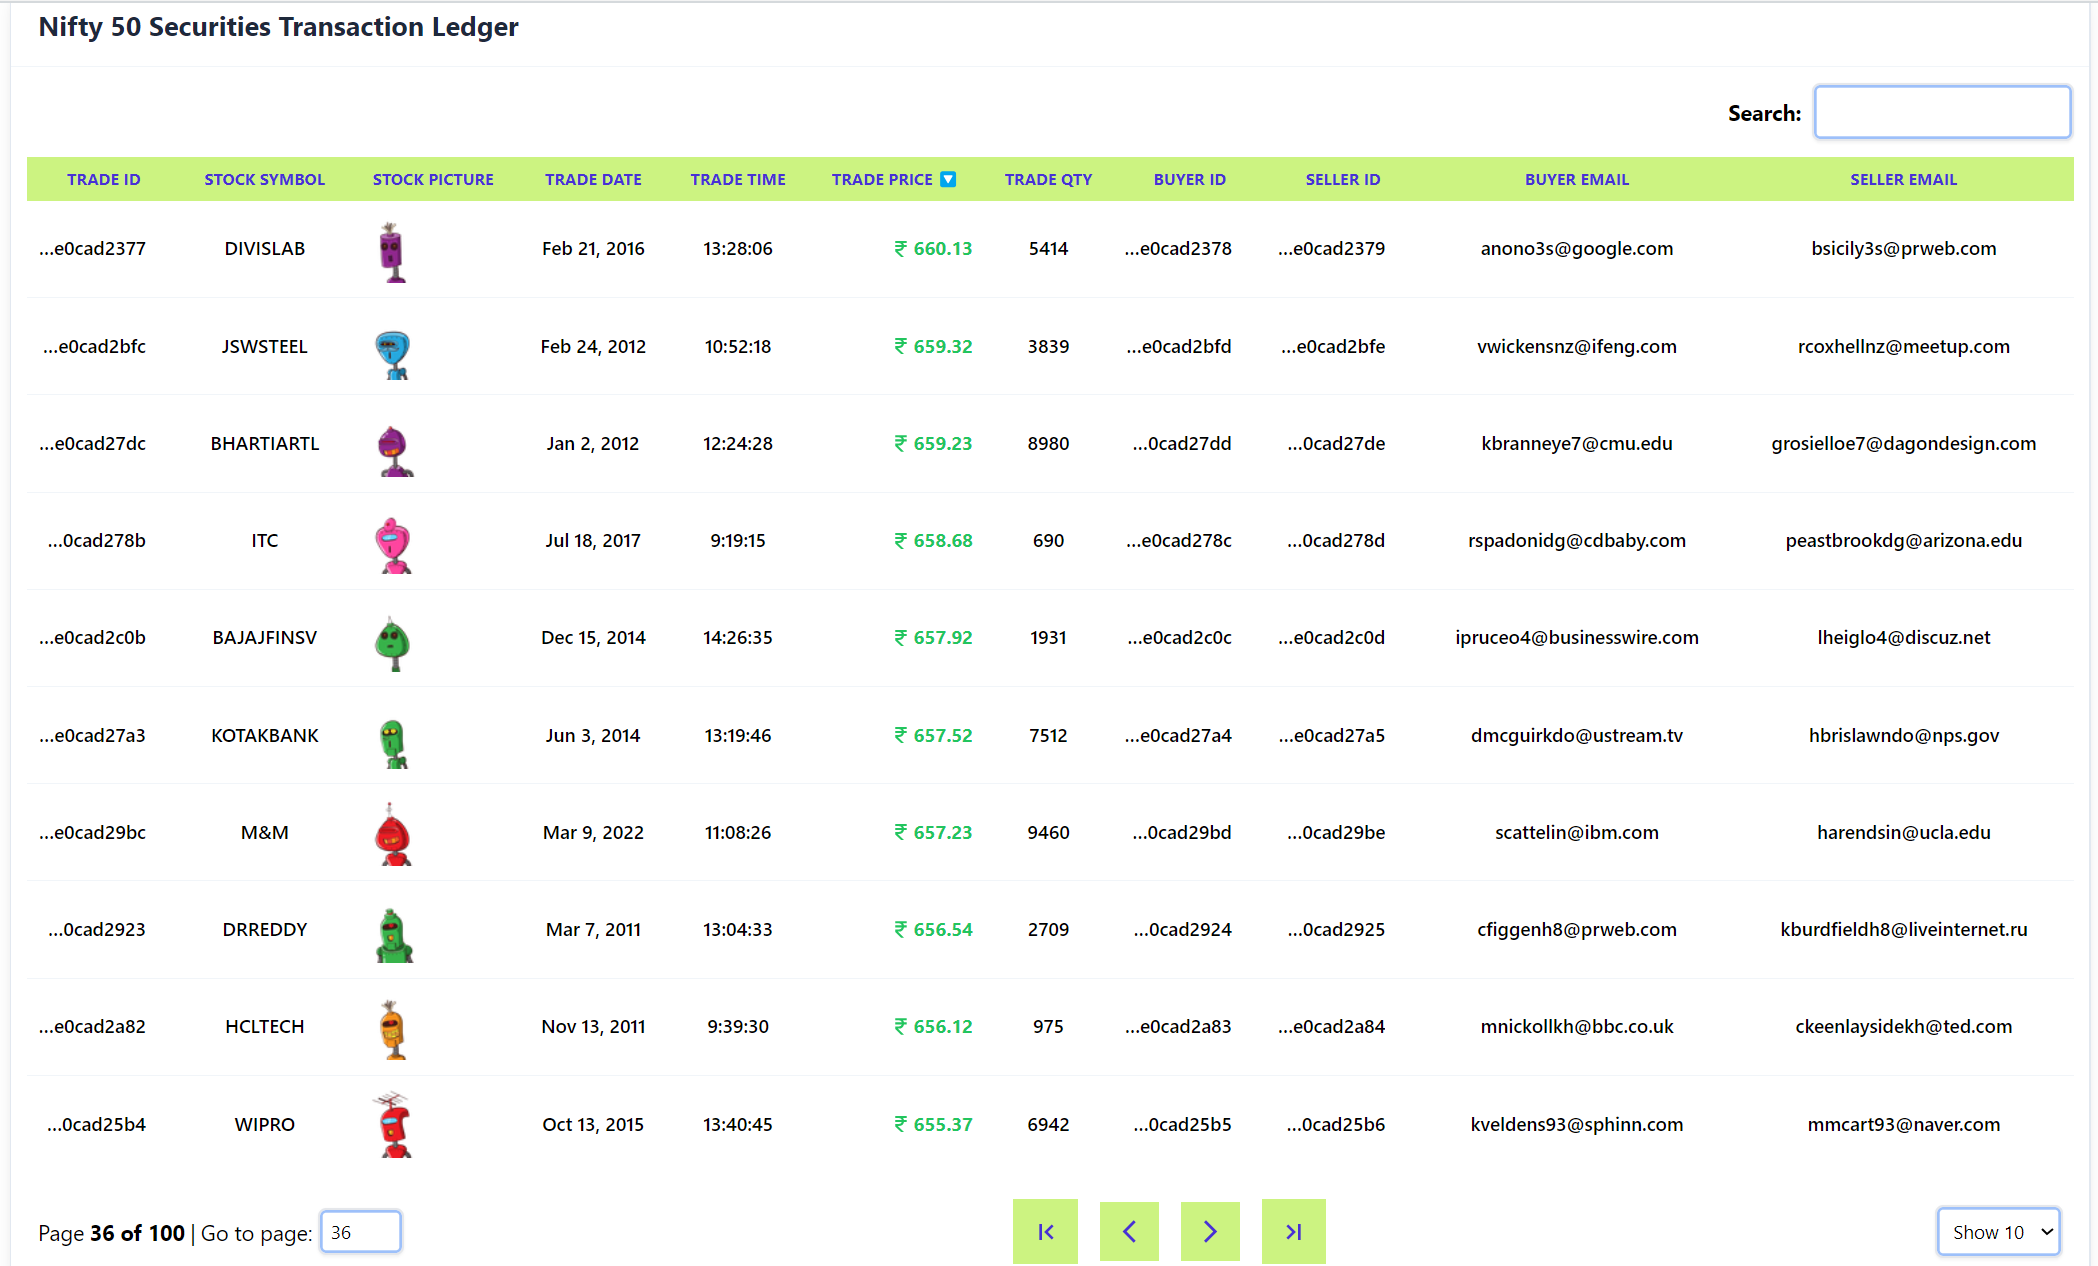 Nifty 50 Securities Transaction Ledger
Search:
TRADE ID STOCK SYMBOL STOCK PICTURE TRADE DATE TRADE TIME TRADE PRICE TRADE QTY BUYER ID SELLER ID BUYER EMAIL SELLER EMAIL
...e0cad2377 DIVISLAB Feb 21, 2016 13:28:06 ₹ 660.13 5414 ...e0cad2378 ...e0cad2379 anono3s@google.com bsicily3s@prweb.com
...e0cad2bfc JSWSTEEL Feb 24, 2012 10:52:18 ₹ 659.32 3839 ...e0cad2bfd ...e0cad2bfe vwickensnz@ifeng.com rcoxhellnz@meetup.com
...e0cad27dc BHARTIARTL Jan 2, 2012 12:24:28 ₹ 659.23 8980 ...0cad27dd ...0cad27de kbranneye7@cmu.edu grosielloe7@dagondesign.com
...0cad278b ITC Jul 18, 2017 9:19:15 ₹ 658.68 690 ...e0cad278c ...0cad278d rspadonidg@cdbaby.com peastbrookdg@arizona.edu
...e0cad2c0b BAJAJFINSV Dec 15, 2014 14:26:35 ₹ 657.92 1931 ...e0cad2c0c ...e0cad2c0d ipruceo4@businesswire.com lheiglo4@discuz.net
...e0cad27a3 KOTAKBANK Jun 3, 2014 13:19:46 ₹ 657.52 7512 ...e0cad27a4 ...e0cad27a5 dmcguirkdo@ustream.tv hbrislawndo@nps.gov
...e0cad29bc M&M Mar 9, 2022 11:08:26 ₹ 657.23 9460 ...0cad29bd ...0cad29be scattelin@ibm.com harendsin@ucla.edu
...0cad2923 DRREDDY Mar 7, 2011 13:04:33 ₹ 656.54 2709 ...0cad2924 ...0cad2925 cfiggenh8@prweb.com kburdfieldh8@liveinternet.ru
...e0cad2a82 HCLTECH Nov 13, 2011 9:39:30 ₹ 656.12 975 ...e0cad2a83 ...e0cad2a84 mnickollkh@bbc.co.uk ckeenlaysidekh@ted.com
...0cad25b4 WIPRO Oct 13, 2015 13:40:45 ₹ 655.37 6942 ...0cad25b5 ...0cad25b6 kveldens93@sphinn.com mmcart93@naver.com
Page 36 of 100 | Go to page: 36 Show 10